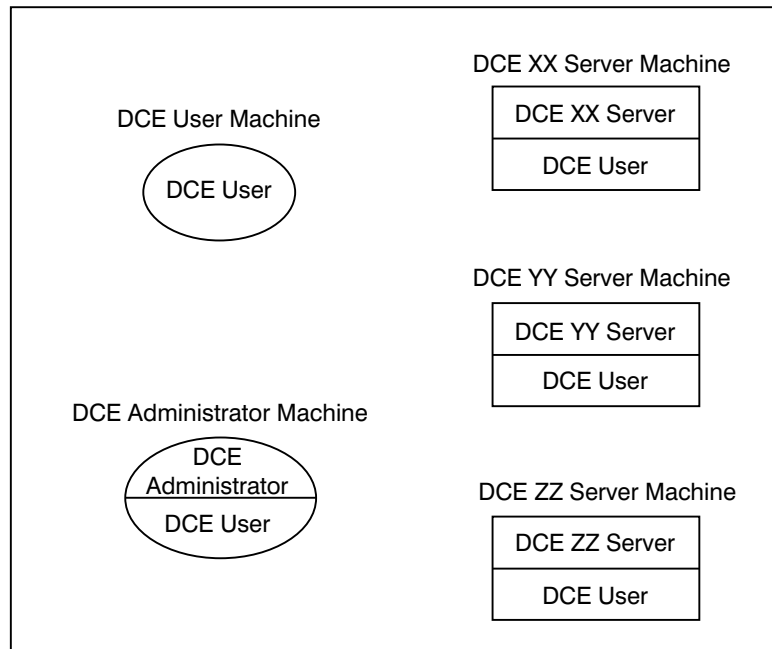 DCE User Machine
DCE User
DCE Administrator Machine
DCE
Administrator
DCE User
DCE XX Server Machine
DCE XX Server
DCE User
DCE YY Server Machine
DCE YY Server
DCE User
DCE ZZ Server Machine
DCE ZZ Server
DCE User